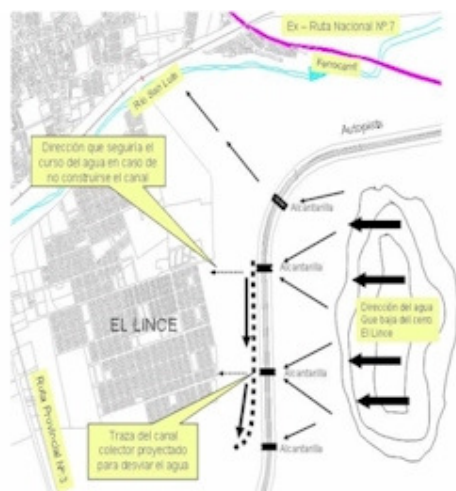 Ex – Ruta Nacional Nº 7
Ferrocarril
Río San Luis
Autopista
Dirección que seguiría el
curso del agua en caso de
no construirse el canal
Alcantarilla
Alcantarilla
EL LINCE
Dirección del agua
Que baja del cerro
El Lince
Alcantarilla
Ruta Provincial Nº 3
Traza del canal
colector proyectado
para desviar el agua
Alcantarilla